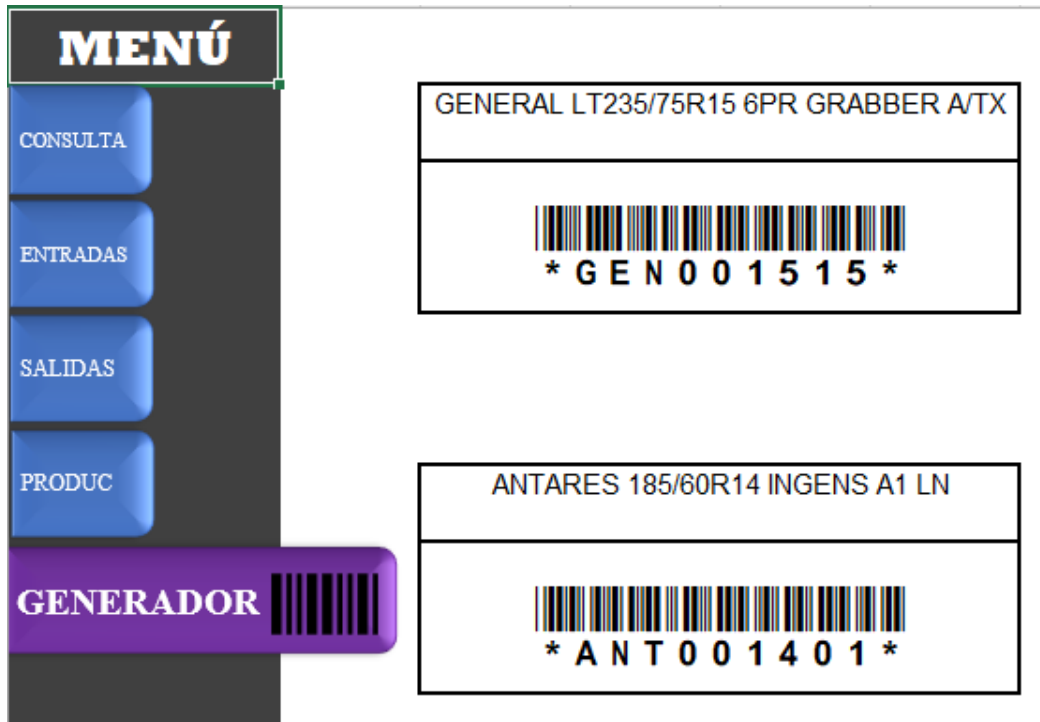 MENÚ
CONSULTA
ENTRADAS
SALIDAS
PRODUC
GENERADOR
GENERAL LT235/75R15 6PR GRABBER A/TX
*GEN001515*
ANTARES 185/60R14 INGENS A1 LN
*ANT001401*